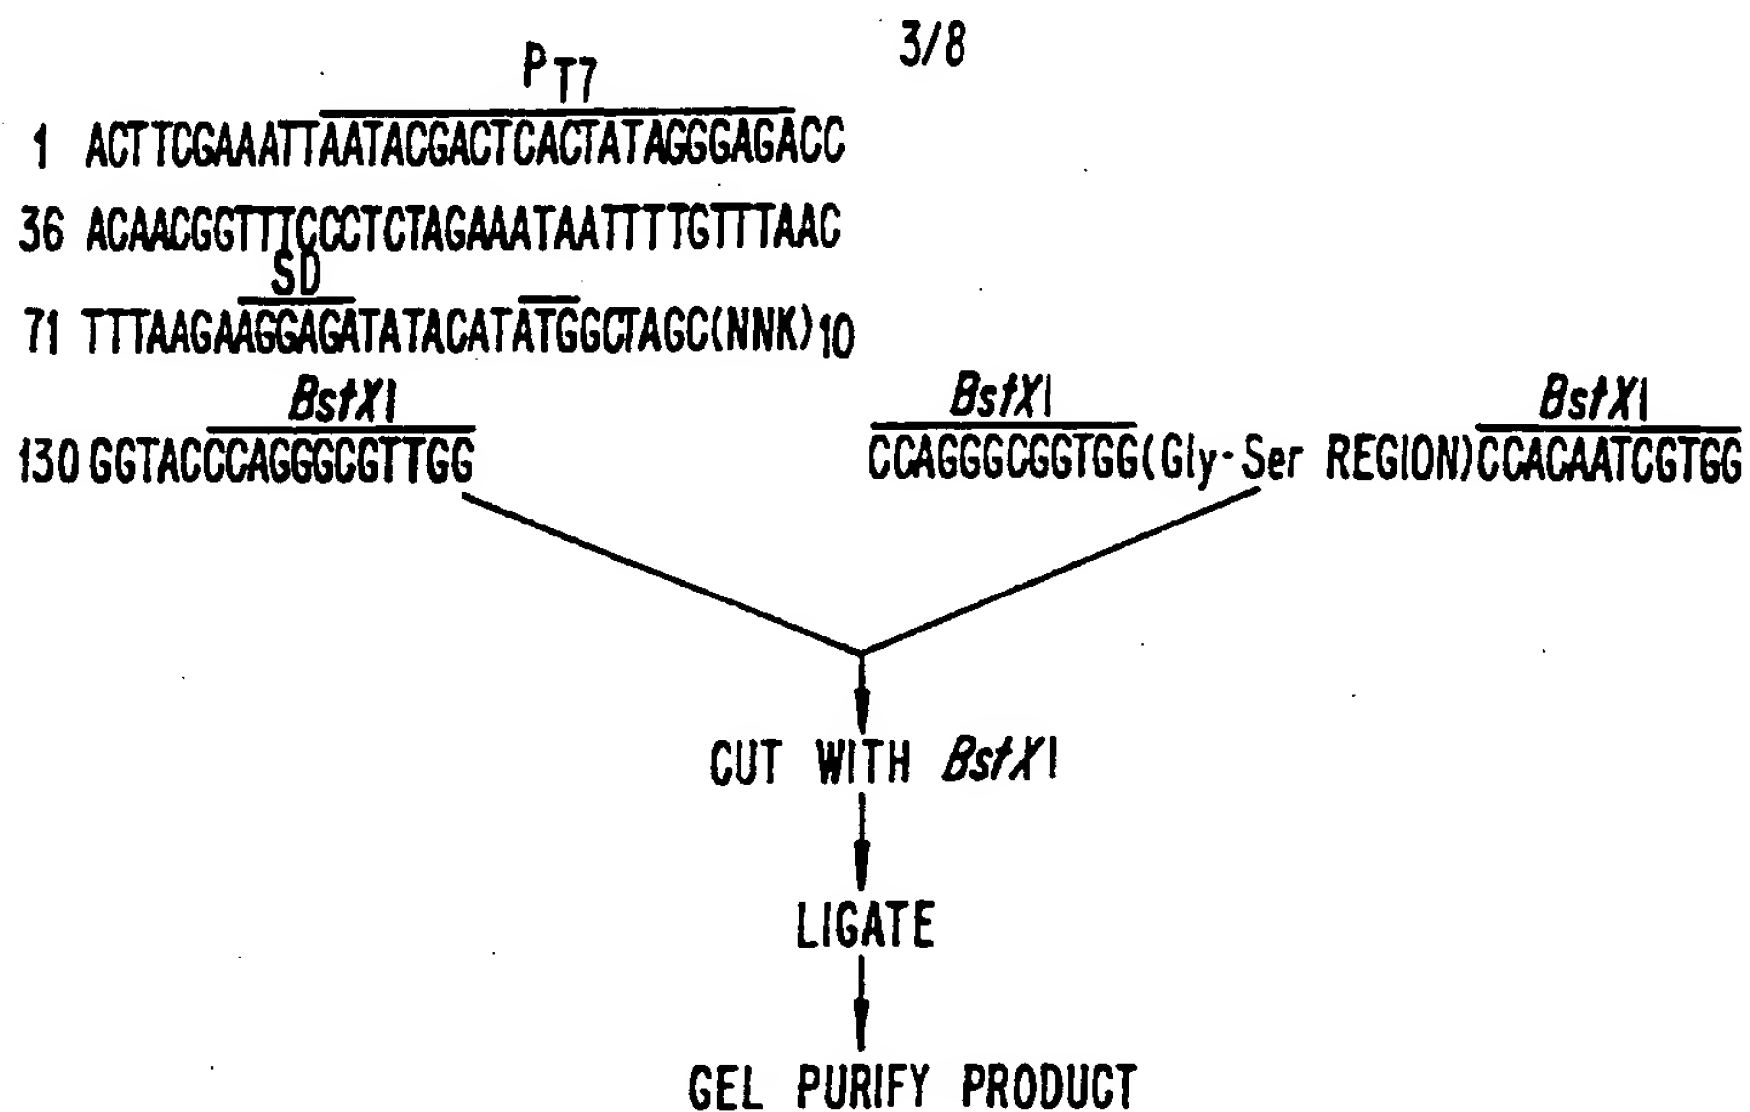 3/8
PT7
1 ACTTCGAAATTAATACGACTCACTATAGGGAGACC
36 ACAACGGTTTCCCTCTAGAAATAATTTTGTTTAAC
SD
71 TTTAAGAAGGAGATATACATATGGCTAGC(NNK)10
BstXI
130 GGTACCCAGGGCGTTGG
BstXI BstXI
CCAGGGCGGTGG(Gly-Ser REGION)CCACAATCGTGG
CUT WITH BstXI
LIGATE
GEL PURIFY PRODUCT